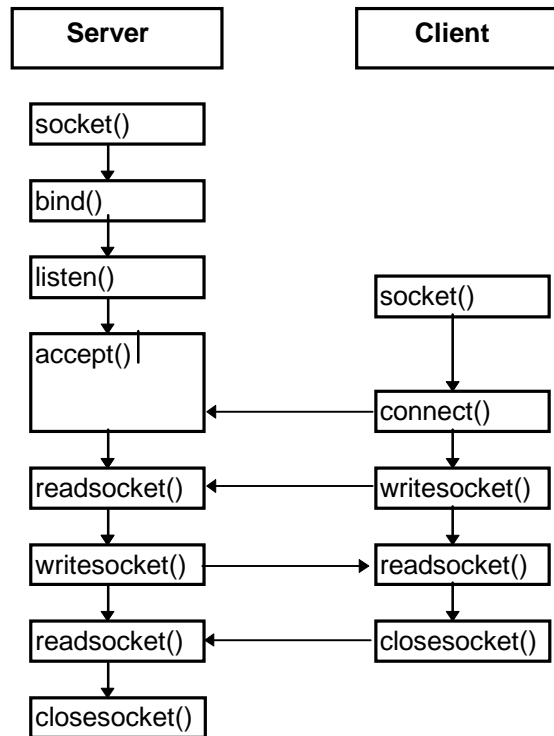 Server
Client
socket()
bind()
listen()
accept()
readsocket()
writesocket()
readsocket()
closesocket()
socket()
connect()
writesocket()
readsocket()
closesocket()